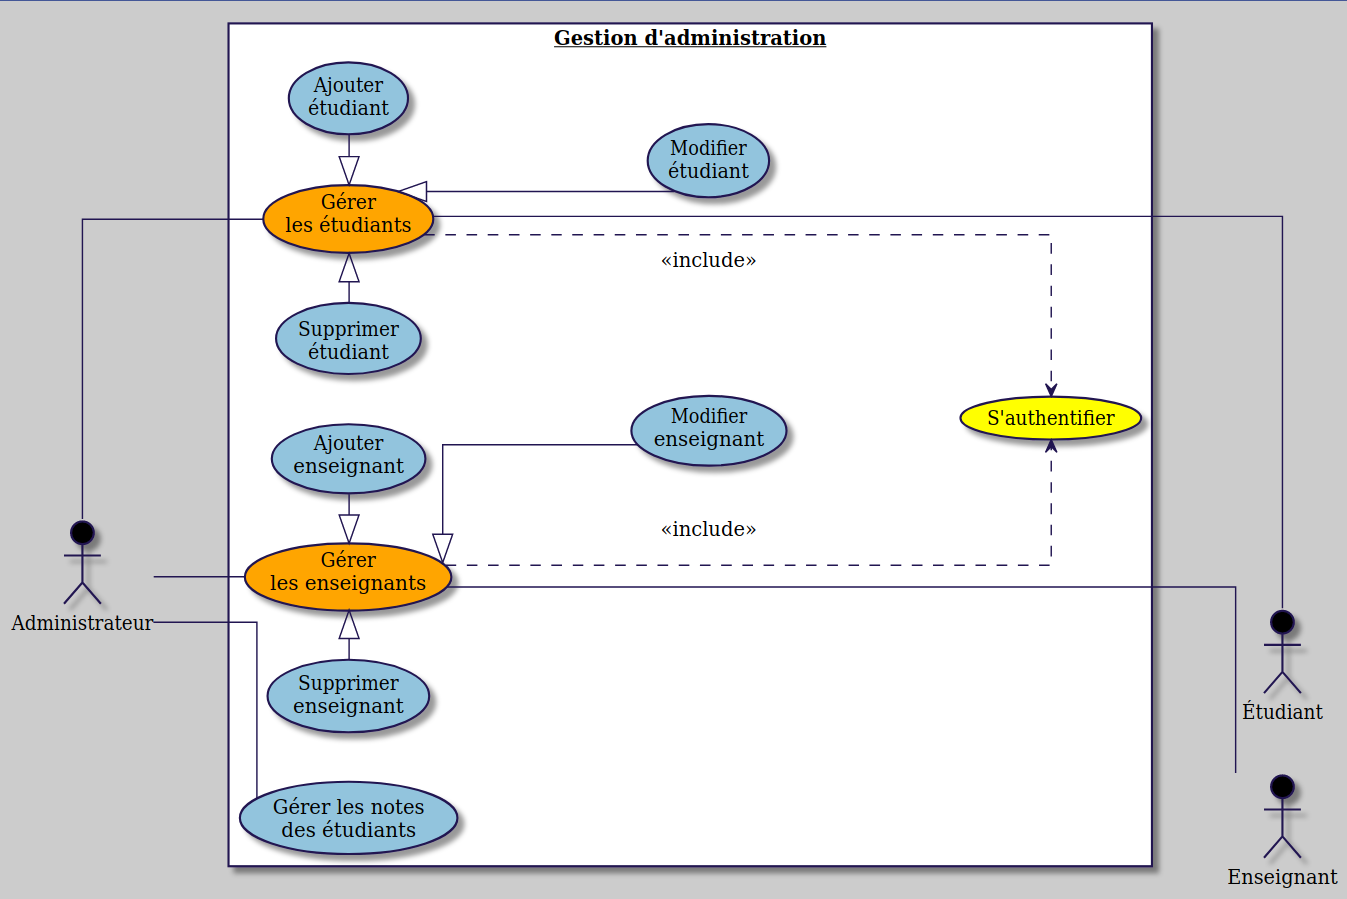 Gestion d'administration
Ajouter
étudiant
Modifier
étudiant
Gérer
les étudiants
«include»
Supprimer
étudiant
Modifier
enseignant
S'authentifier
Ajouter
enseignant
«include»
Gérer
les enseignants
Administrateur
Supprimer
enseignant
Étudiant
Gérer les notes
des étudiants
Enseignant